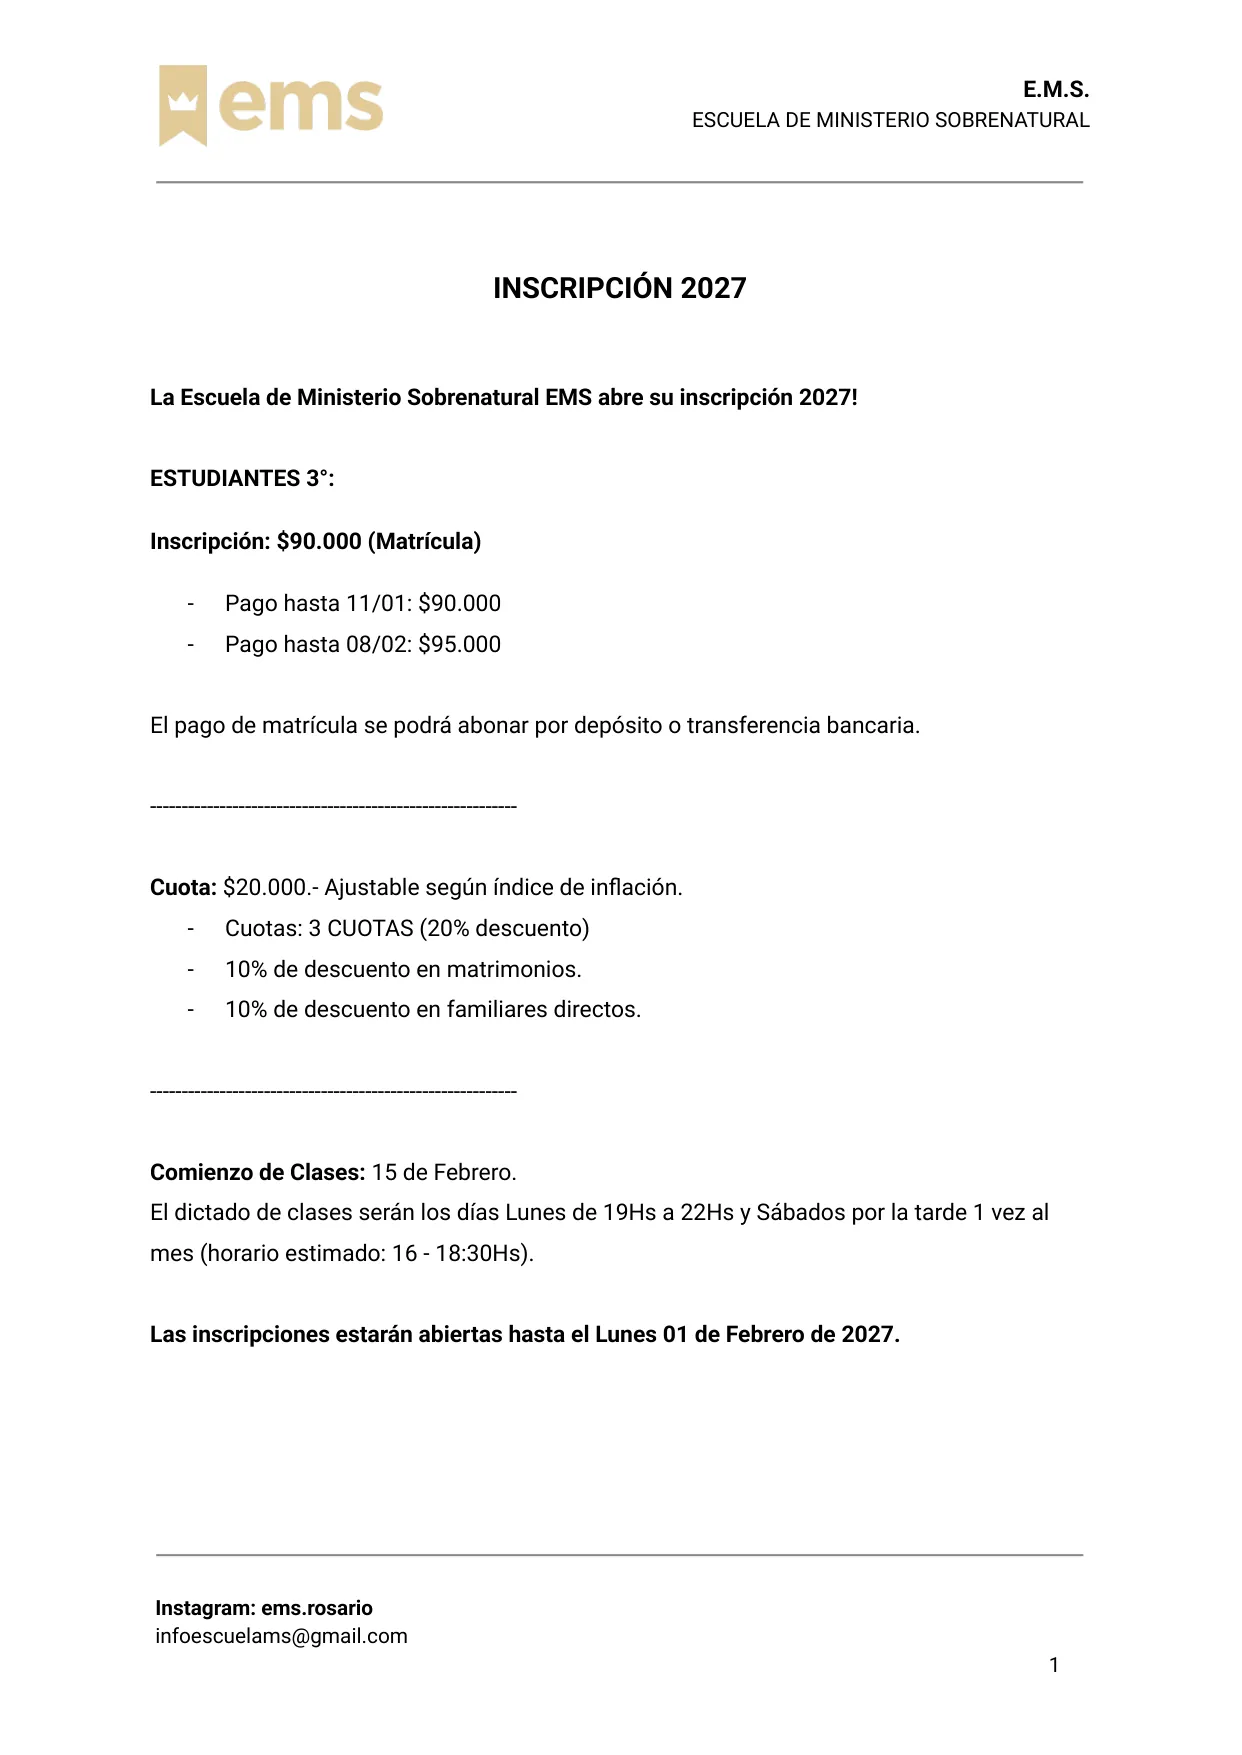 ems
E.M.S.
ESCUELA DE MINISTERIO SOBRENATURAL
INSCRIPCIÓN 2027
La Escuela de Ministerio Sobrenatural EMS abre su inscripción 2027!
ESTUDIANTES 3°:
Inscripción: $90.000 (Matrícula)
- Pago hasta 11/01: $90.000
- Pago hasta 08/02: $95.000
El pago de matrícula se podrá abonar por depósito o transferencia bancaria.
----------------------------------------------------------
Cuota: $20.000.- Ajustable según índice de inflación.
- Cuotas: 3 CUOTAS (20% descuento)
- 10% de descuento en matrimonios.
- 10% de descuento en familiares directos.
----------------------------------------------------------
Comienzo de Clases: 15 de Febrero.
El dictado de clases serán los días Lunes de 19Hs a 22Hs y Sábados por la tarde 1 vez al
mes (horario estimado: 16 - 18:30Hs).
Las inscripciones estarán abiertas hasta el Lunes 01 de Febrero de 2027.
Instagram: ems.rosario
infoescuelams@gmail.com
1